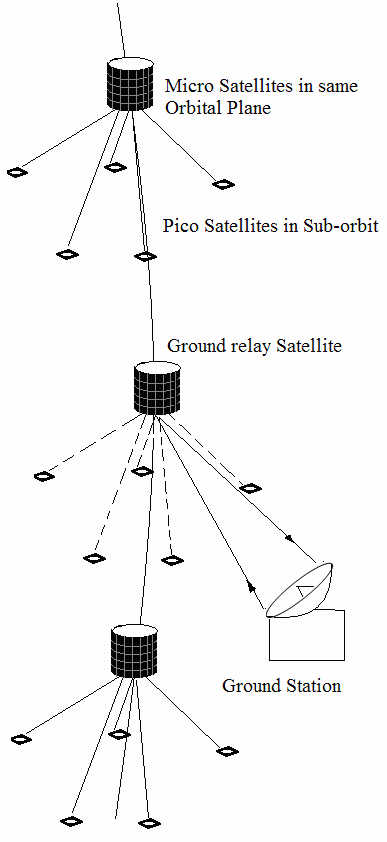 Micro Satellites in same
Orbital Plane
Pico Satellites in Sub-orbit
Ground relay Satellite
Ground Station